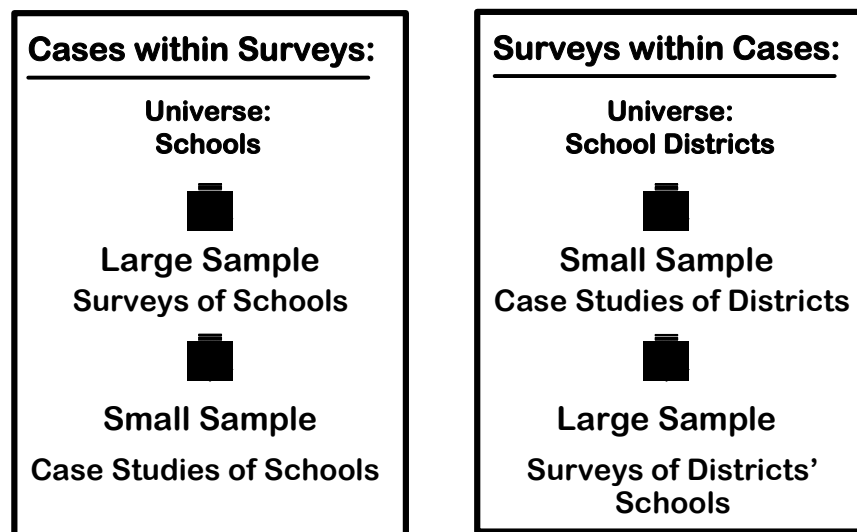 Cases within Surveys:
Universe:
Schools
Large Sample
Surveys of Schools
Small Sample
Case Studies of Schools
Surveys within Cases:
Universe:
School Districts
Small Sample
Case Studies of Districts
Large Sample
Surveys of Districts’
Schools